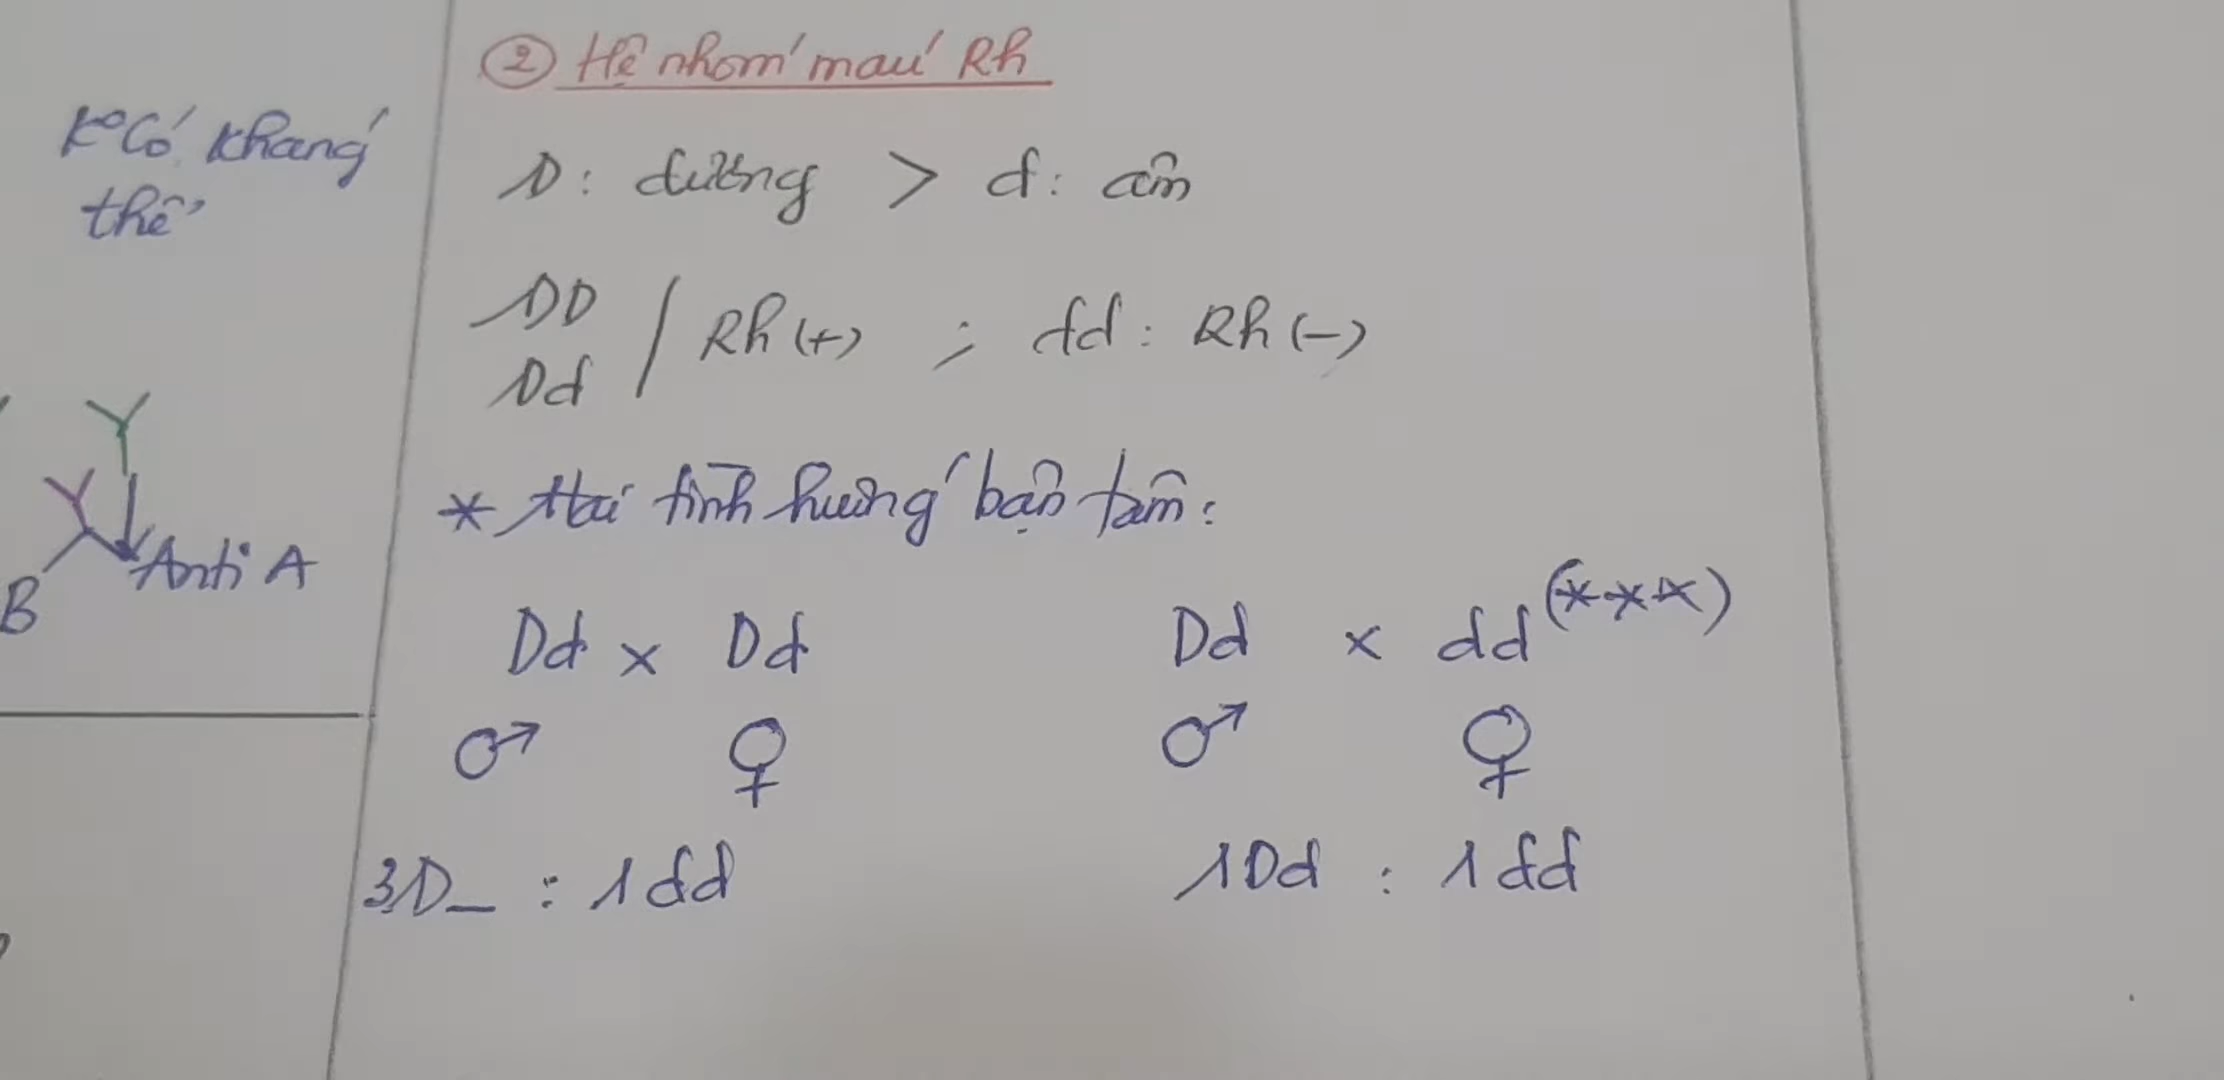 K° Có kháng
thể
Anti A
B
② Hệ nhóm máu Rh
D: dương > d: âm
DD
Dd / Rh (+) ; dd: Rh (-)
* Hai tình huống bận tâm:
Dd x Dd
♂ ♀
3D_ : 1dd
Dd x dd (***)
♂ ♀
1Dd : 1dd